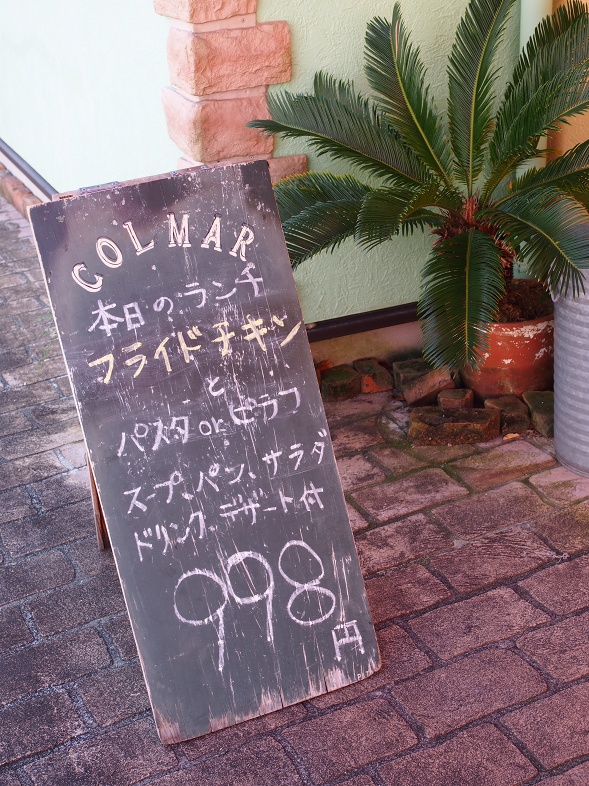 COLMAR
本日のランチ
フライドチキン
と
パスタ or ピラフ
スープ、パン、サラダ
ドリンク、デザート付
998
円